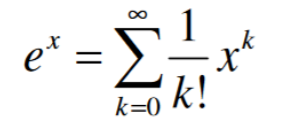 e^x = \sum_{k=0}^{\infty} \frac{1}{k!} x^k